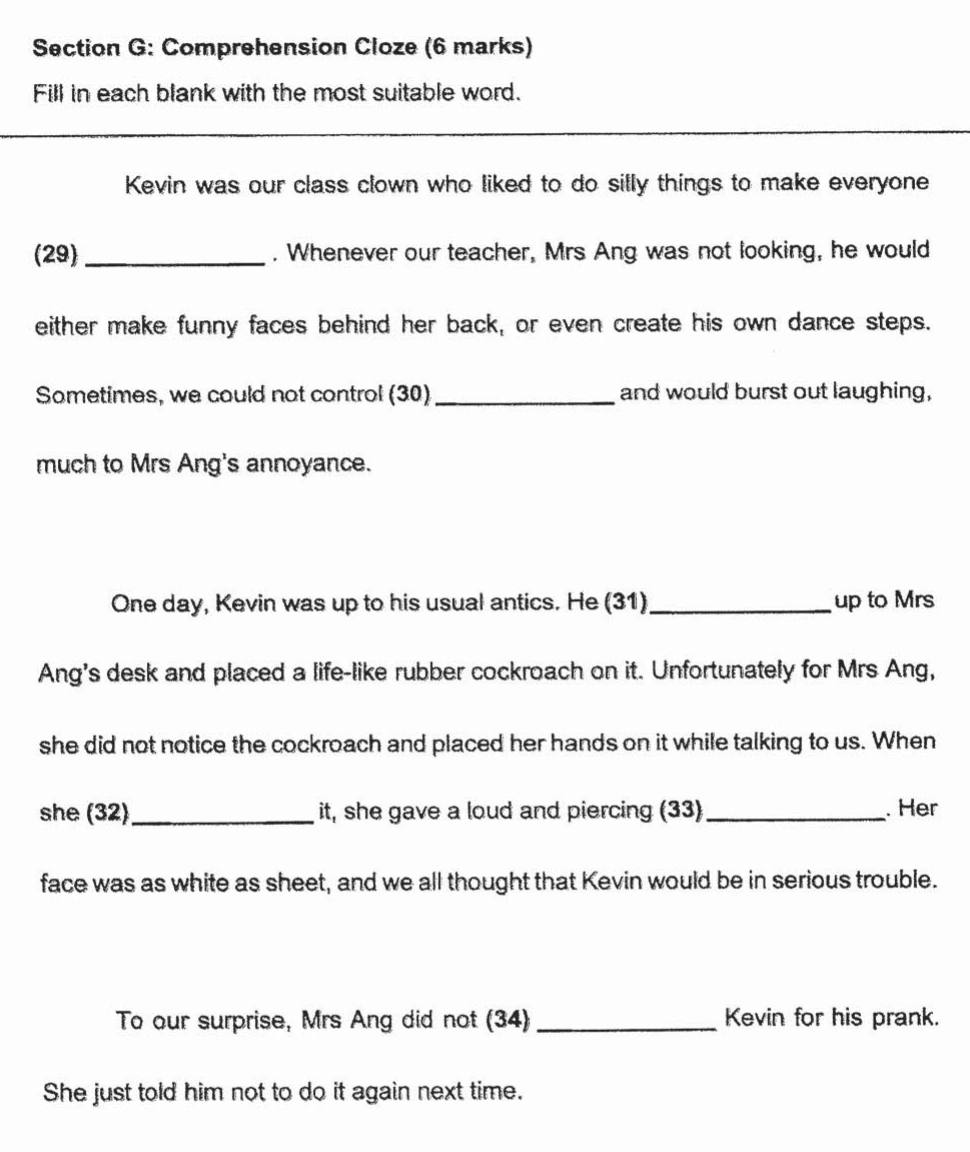 Section G: Comprehension Cloze (6 marks)
Fill in each blank with the most suitable word.
Kevin was our class clown who liked to do silly things to make everyone
(29) ______________ . Whenever our teacher, Mrs Ang was not looking, he would
either make funny faces behind her back, or even create his own dance steps.
Sometimes, we could not control (30) ______________ and would burst out laughing,
much to Mrs Ang's annoyance.
One day, Kevin was up to his usual antics. He (31) ______________ up to Mrs
Ang's desk and placed a life-like rubber cockroach on it. Unfortunately for Mrs Ang,
she did not notice the cockroach and placed her hands on it while talking to us. When
she (32) ______________ it, she gave a loud and piercing (33) ______________. Her
face was as white as sheet, and we all thought that Kevin would be in serious trouble.
To our surprise, Mrs Ang did not (34) ______________ Kevin for his prank.
She just told him not to do it again next time.